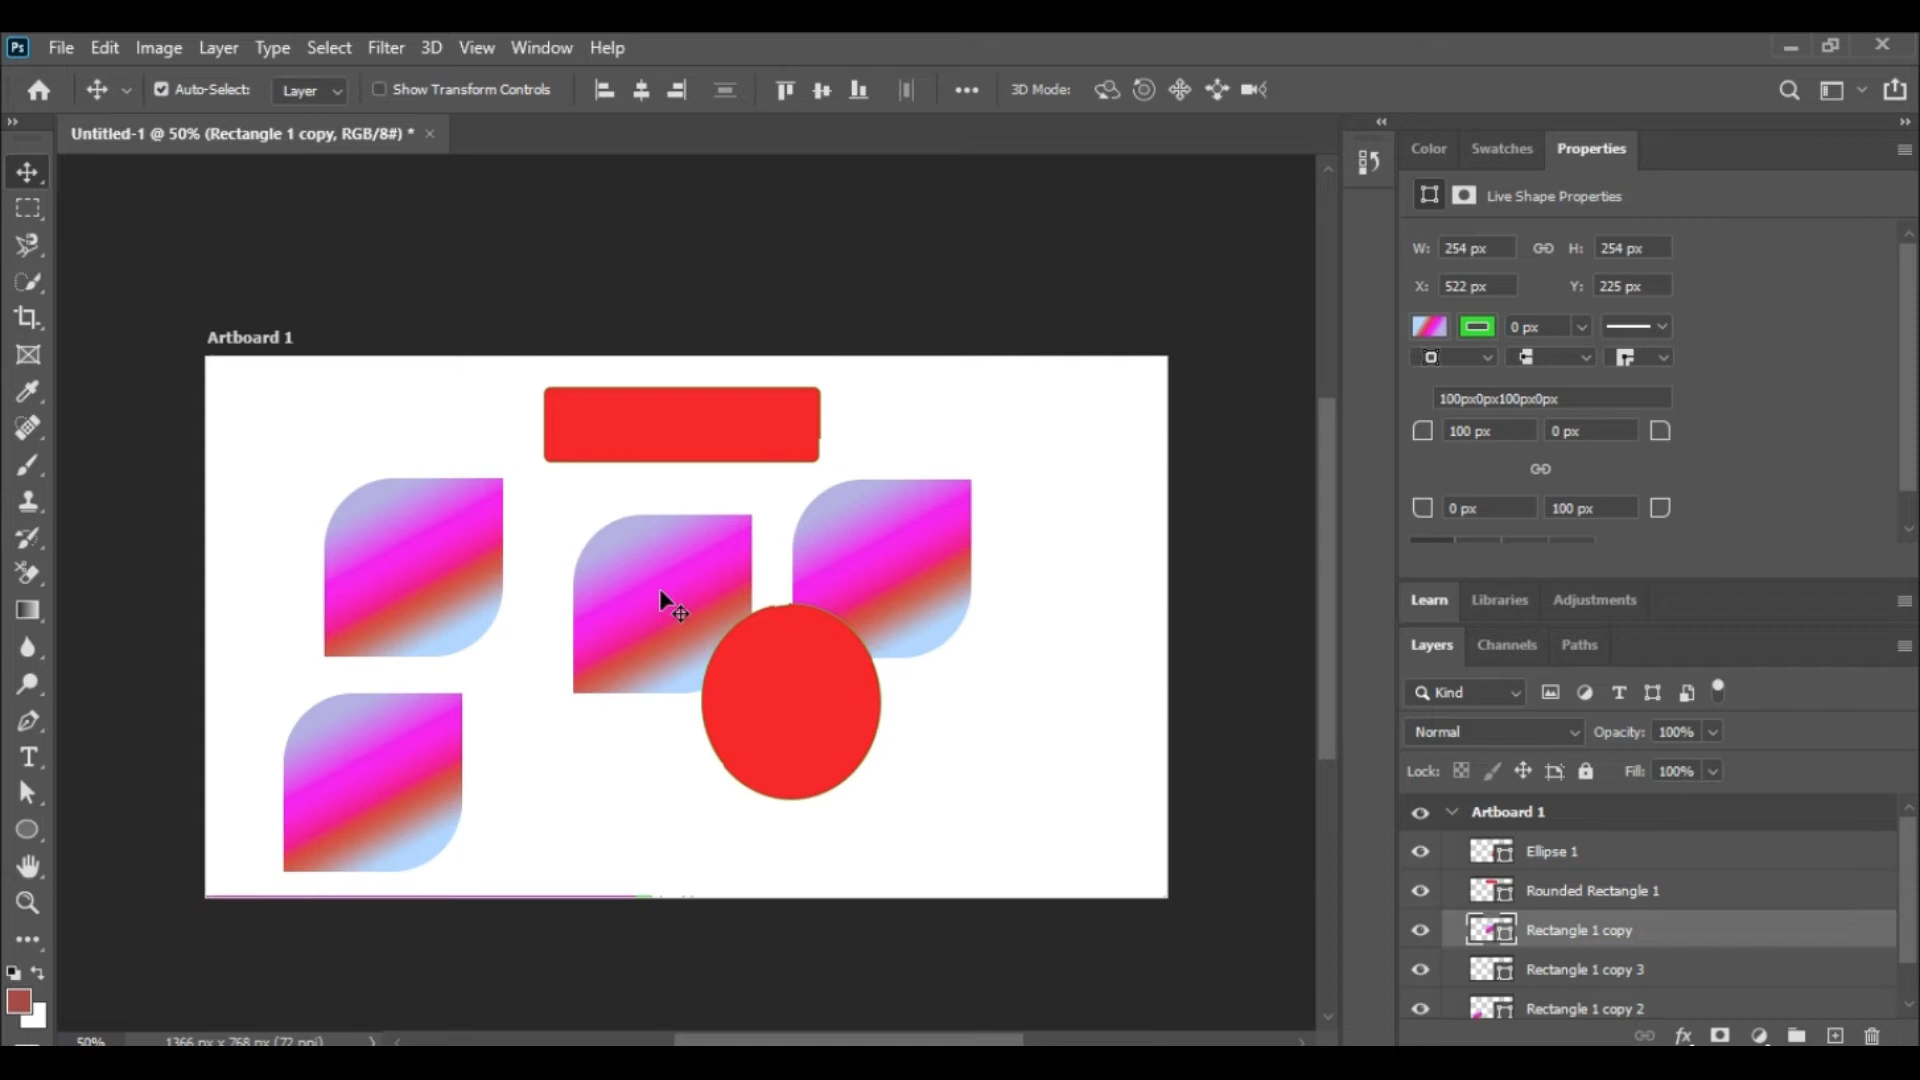 Ps File Edit Image Layer Type Select Filter 3D View Window Help
Auto-Select: Layer Show Transform Controls 3D Mode:
Untitled-1 @ 50% (Rectangle 1 copy, RGB/8#) *
Color Swatches Properties
Live Shape Properties
W: 254 px H: 254 px
X: 522 px Y: 225 px
0 px
100px0px100px0px
100 px 0 px
0 px 100 px
Artboard 1
Learn Libraries Adjustments
Layers Channels Paths
Kind
Normal Opacity: 100%
Lock: Fill: 100%
Artboard 1
Ellipse 1
Rounded Rectangle 1
Rectangle 1 copy
Rectangle 1 copy 3
Rectangle 1 copy 2
fx
50% 1366 px x 768 px (72 ppi)